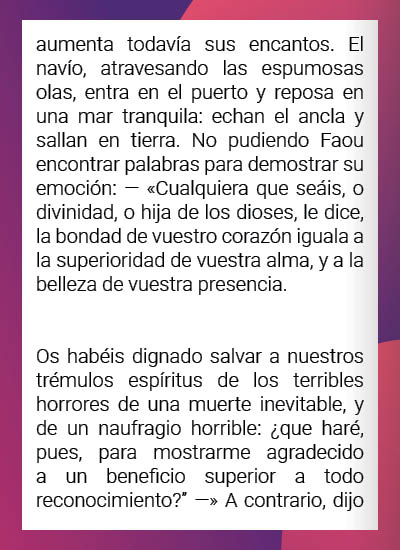 aumenta todavía sus encantos. El
navío, atravesando las espumosas
olas, entra en el puerto y reposa en
una mar tranquila: echan el ancla y
sallan en tierra. No pudiendo Faou
encontrar palabras para demostrar su
emoción: — «Cualquiera que seáis, o
divinidad, o hija de los dioses, le dice,
la bondad de vuestro corazón iguala a
la superioridad de vuestra alma, y a la
belleza de vuestra presencia.
Os habéis dignado salvar a nuestros
trémulos espíritus de los terribles
horrores de una muerte inevitable, y
de un naufragio horrible: ¿que haré,
pues, para mostrarme agradecido
a un beneficio superior a todo
reconocimiento?” —» A contrario, dijo